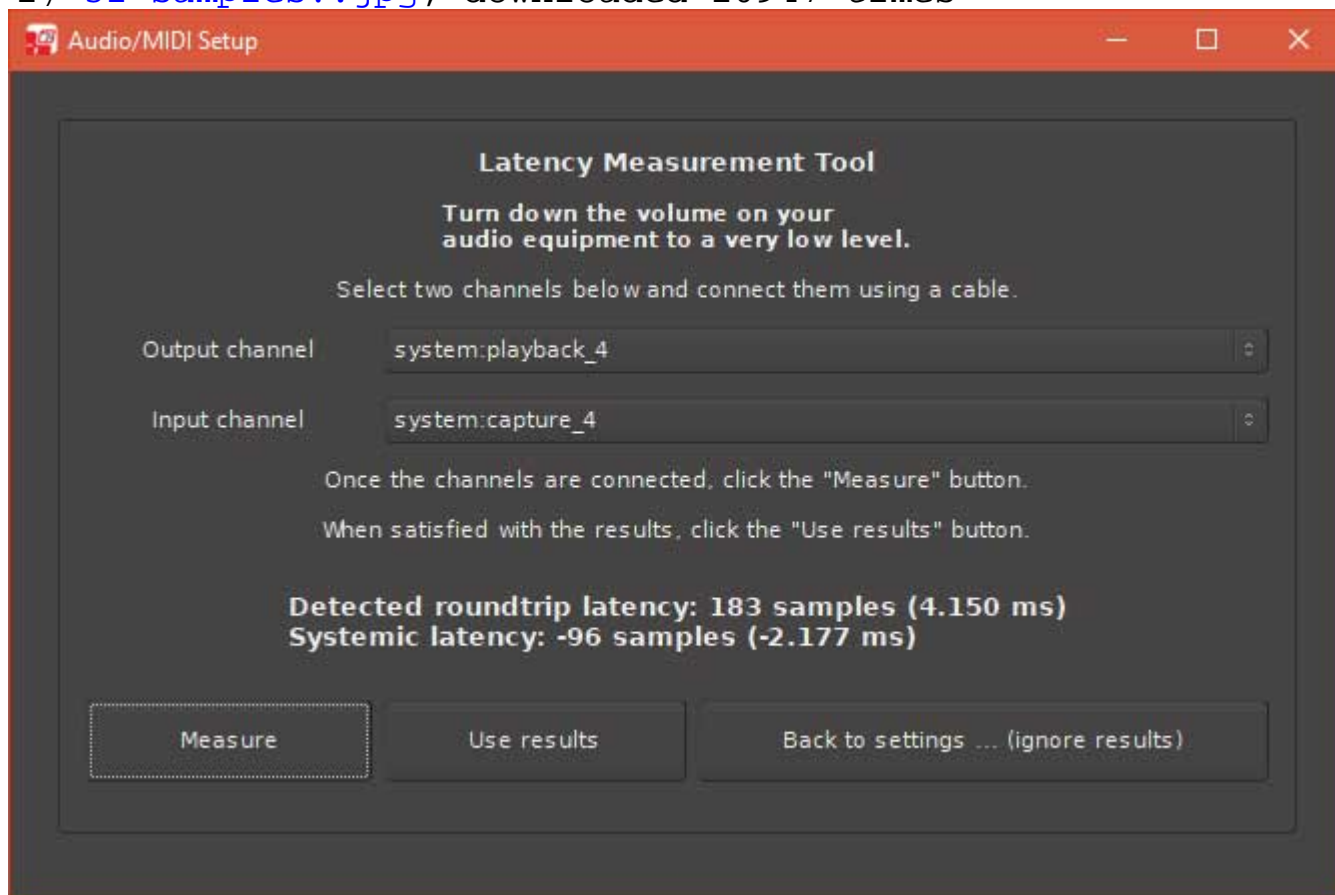 Audio/MIDI Setup
Latency Measurement Tool
Turn down the volume on your
audio equipment to a very low level.
Select two channels below and connect them using a cable.
Output channel system:playback_4
Input channel system:capture_4
Once the channels are connected, click the "Measure" button.
When satisfied with the results, click the "Use results" button.
Detected roundtrip latency: 183 samples (4.150 ms)
Systemic latency: -96 samples (-2.177 ms)
Measure Use results Back to settings ... (ignore results)